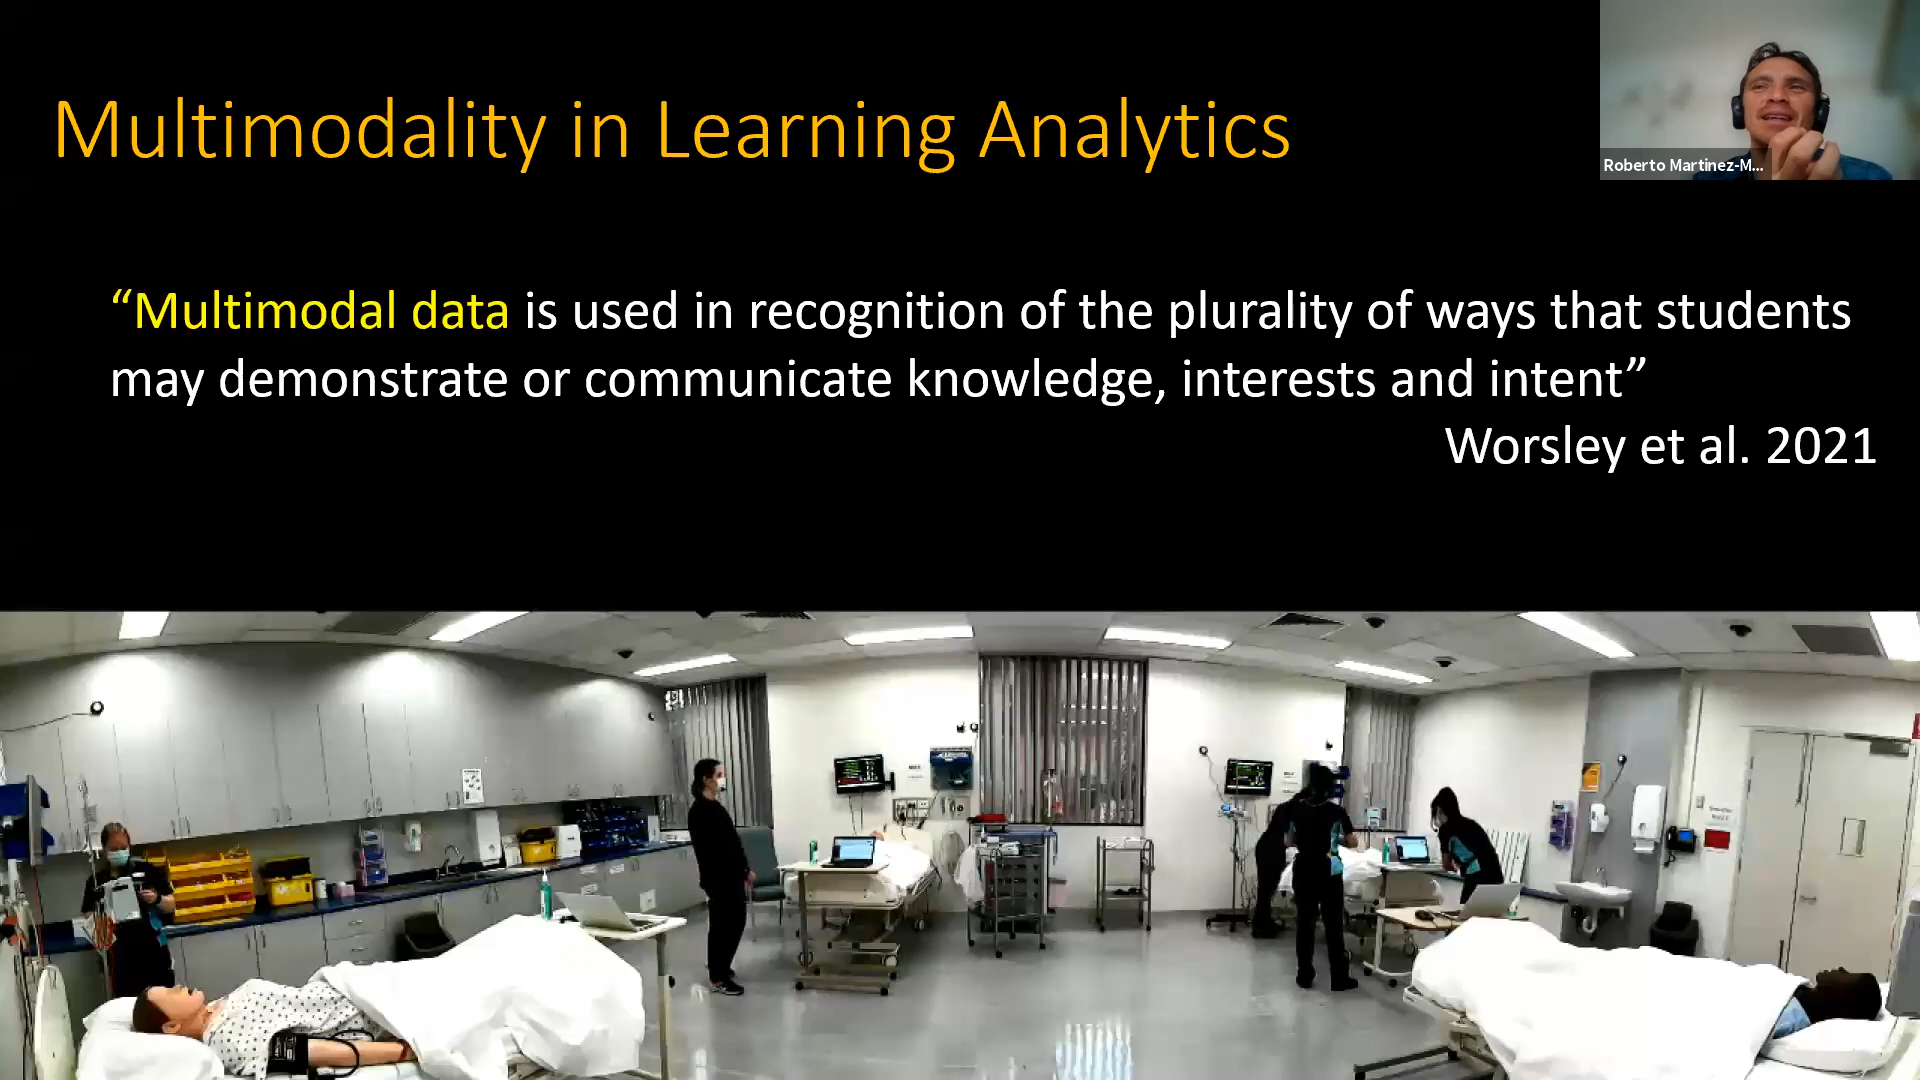 Multimodality in Learning Analytics
Roberto Martinez-M...
“Multimodal data is used in recognition of the plurality of ways that students
may demonstrate or communicate knowledge, interests and intent”
Worsley et al. 2021